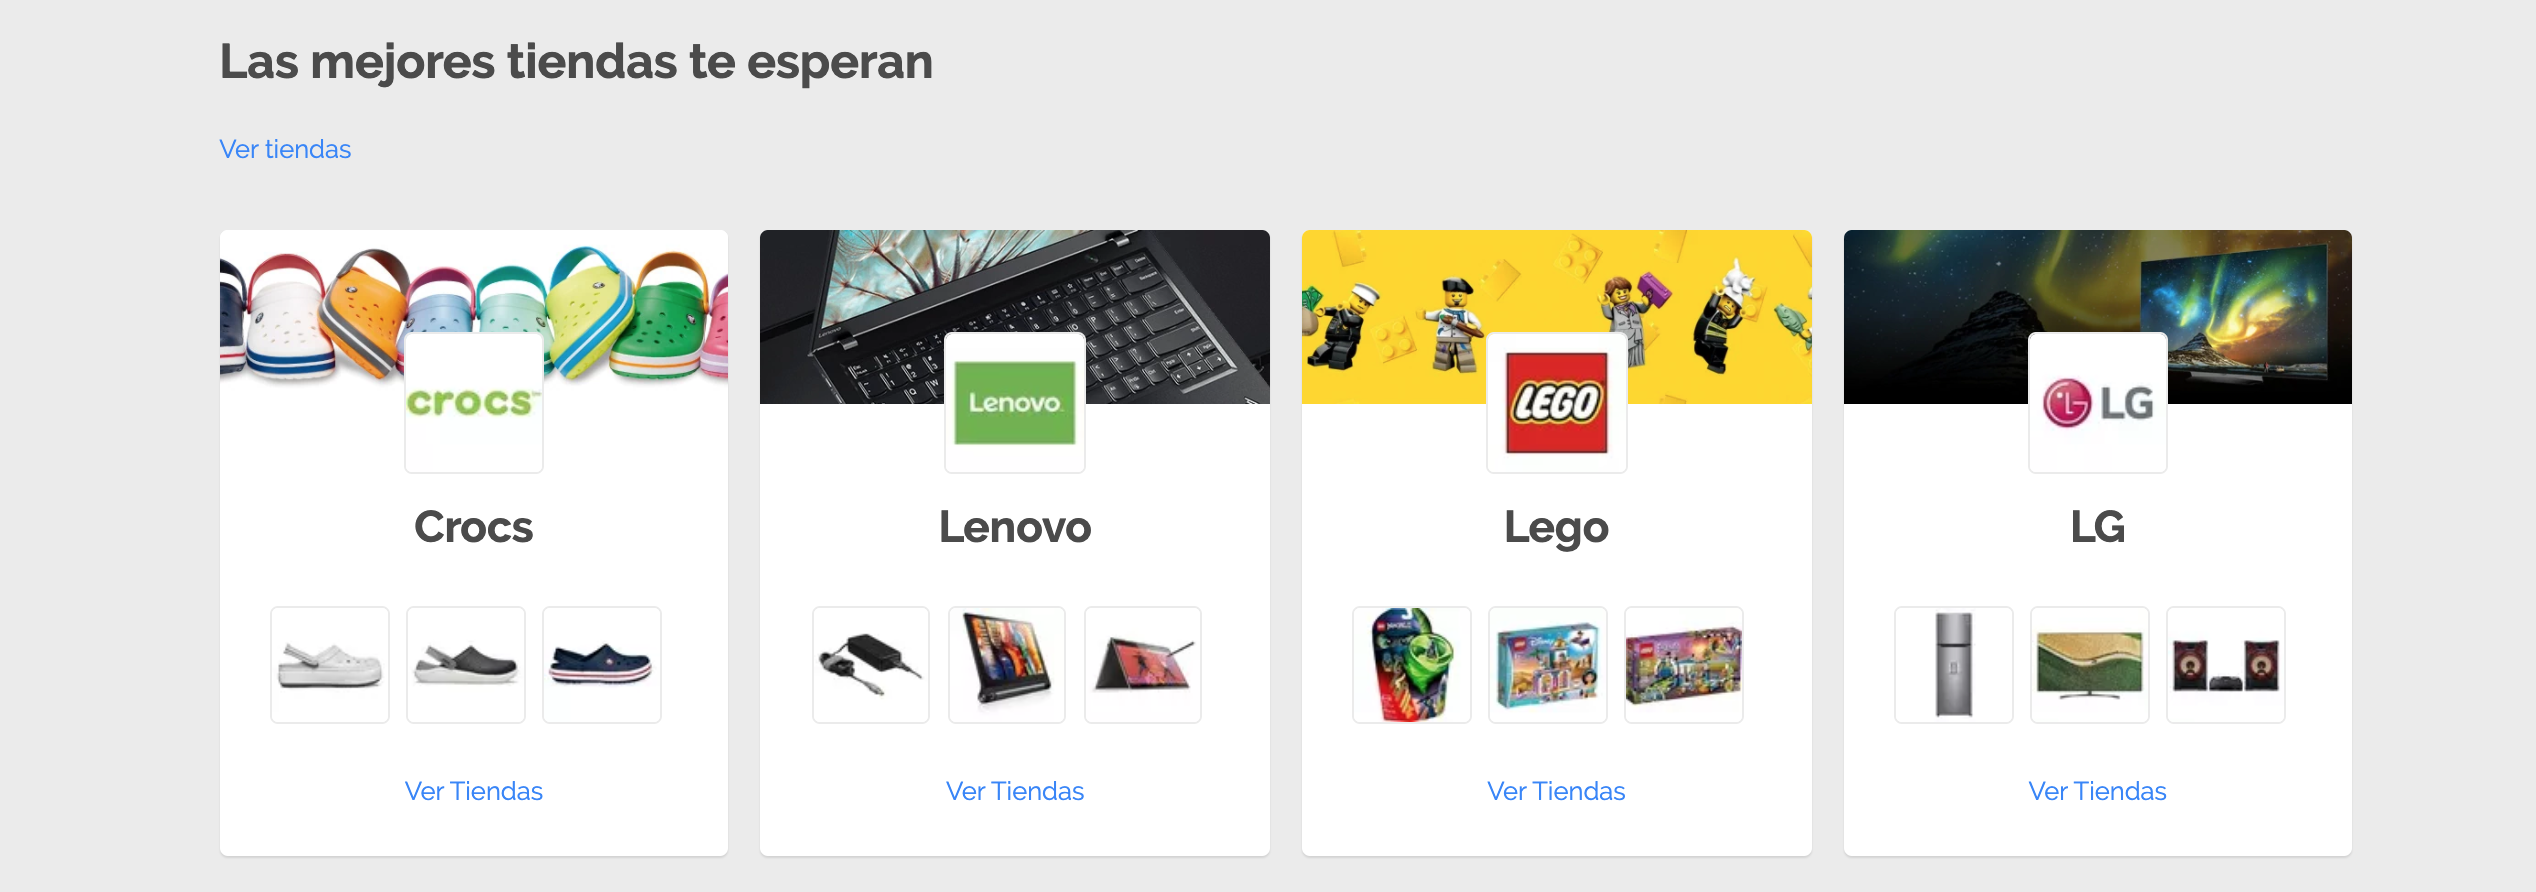 Las mejores tiendas te esperan
Ver tiendas
crocs™
Lenovo
LEGO
LG
Crocs
Lenovo
Lego
LG
Ver Tiendas
Ver Tiendas
Ver Tiendas
Ver Tiendas